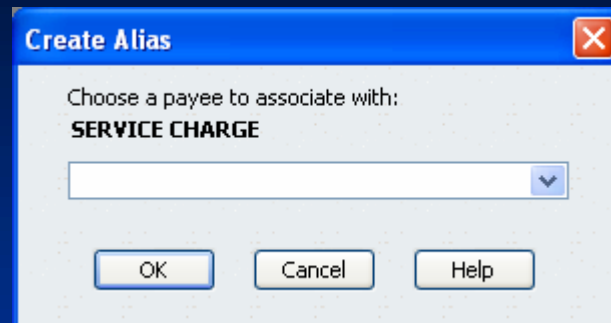 Create Alias
Choose a payee to associate with:
SERVICE CHARGE
OK Cancel Help